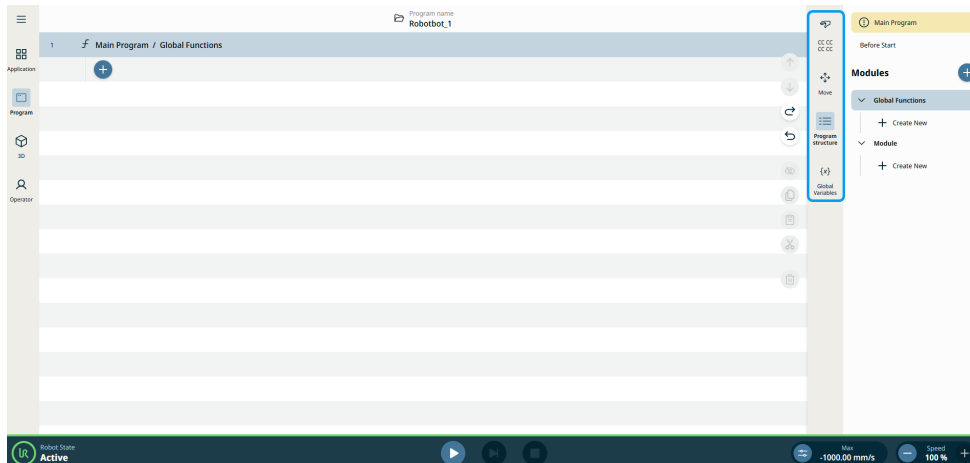 Program name
Robotbot_1
Application
Program
3D
Operator
1 f Main Program / Global Functions
CC CC
CC CC
Move
Program
structure
{x}
Global
Variables
Main Program
Before Start
Modules
Global Functions
Create New
Module
Create New
UR
Robot State
Active
Max
-1000.00 mm/s
Speed
100 %